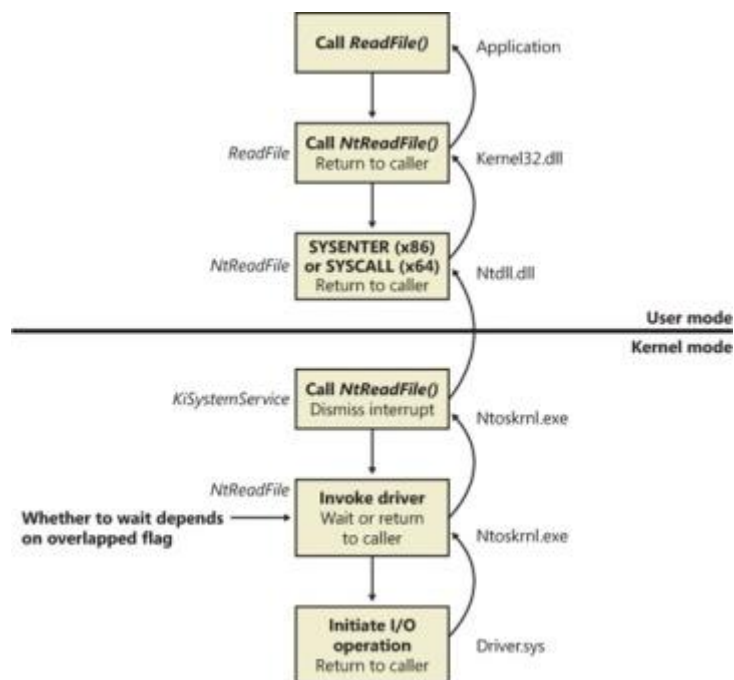 Call ReadFile()
Application
Call NtReadFile()
Return to caller
ReadFile
Kernel32.dll
SYSENTER (x86)
or SYSCALL (x64)
Return to caller
NtReadFile
Ntdll.dll
User mode
Kernel mode
Call NtReadFile()
Dismiss interrupt
KiSystemService
Ntoskrnl.exe
NtReadFile
Invoke driver
Wait or return
to caller
Whether to wait depends
on overlapped flag
Ntoskrnl.exe
Initiate I/O
operation
Return to caller
Driver.sys